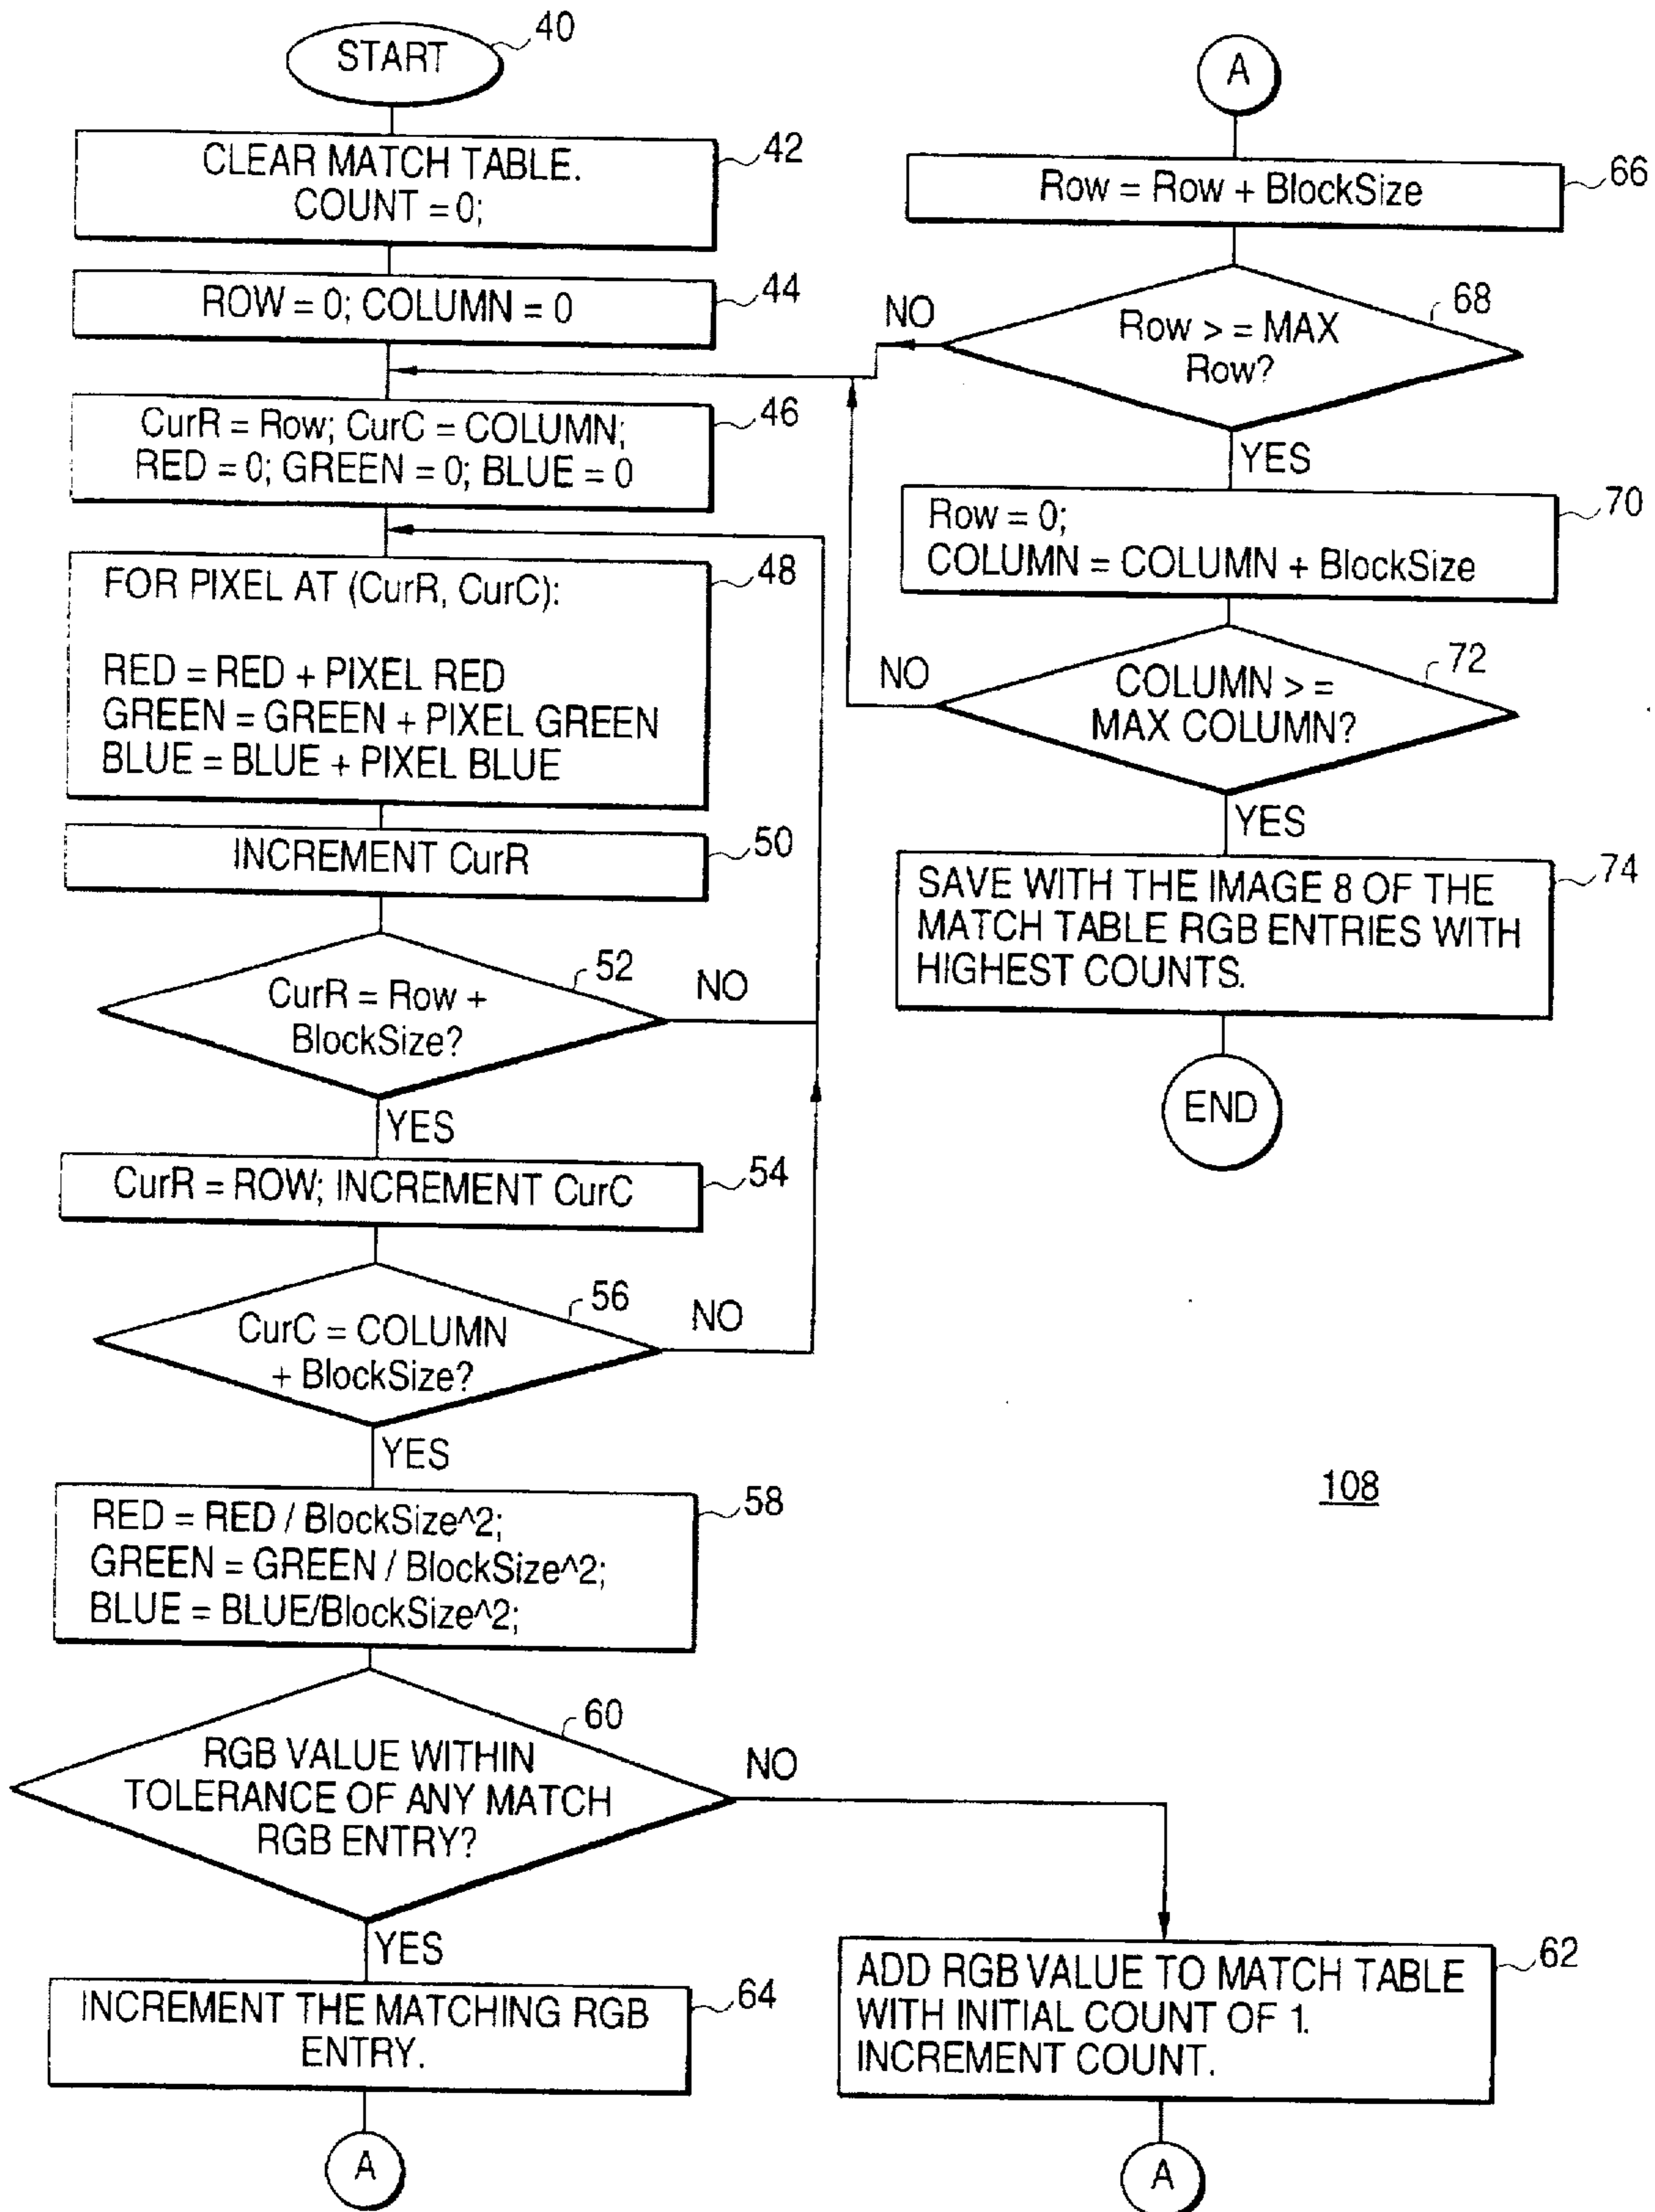 START
40
CLEAR MATCH TABLE.
COUNT = 0;
42
ROW = 0; COLUMN = 0
44
CurR = Row; CurC = COLUMN;
RED = 0; GREEN = 0; BLUE = 0
46
FOR PIXEL AT (CurR, CurC):
48
RED = RED + PIXEL RED
GREEN = GREEN + PIXEL GREEN
BLUE = BLUE + PIXEL BLUE
INCREMENT CurR
50
CurR = Row +
BlockSize?
52
NO
YES
CurR = ROW; INCREMENT CurC
54
CurC = COLUMN
+ BlockSize?
56
NO
YES
RED = RED / BlockSize^2;
GREEN = GREEN / BlockSize^2;
BLUE = BLUE/BlockSize^2;
58
RGB VALUE WITHIN
TOLERANCE OF ANY MATCH
RGB ENTRY?
60
NO
YES
INCREMENT THE MATCHING RGB
ENTRY.
64
A
ADD RGB VALUE TO MATCH TABLE
WITH INITIAL COUNT OF 1.
INCREMENT COUNT.
62
A
A
Row = Row + BlockSize
66
Row > = MAX
Row?
68
NO
YES
Row = 0;
COLUMN = COLUMN + BlockSize
70
COLUMN > =
MAX COLUMN?
72
NO
YES
SAVE WITH THE IMAGE 8 OF THE
MATCH TABLE RGB ENTRIES WITH
HIGHEST COUNTS.
74
END
108